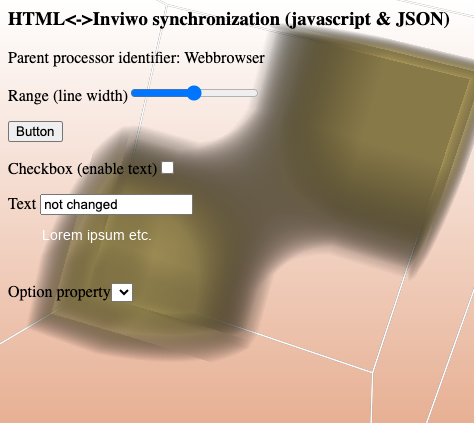 HTML<->Inviwo synchronization (javascript & JSON)
Parent processor identifier: Webbrowser
Range (line width)
Button
Checkbox (enable text)
Text not changed
Lorem ipsum etc.
Option property